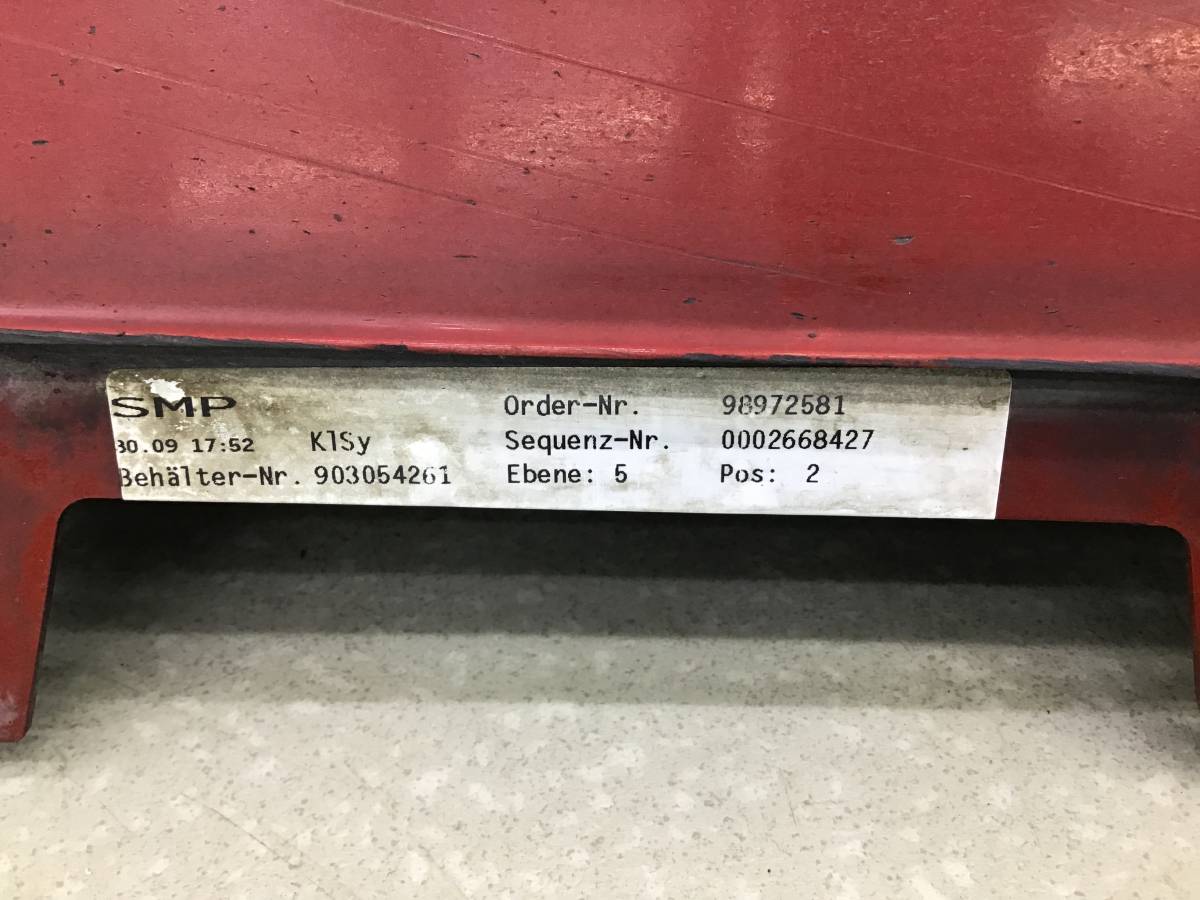 SMP Order-Nr. 98972581
30.09 17:52 KlSy Sequenz-Nr. 0002668427
Behälter-Nr. 903054261 Ebene: 5 Pos: 2